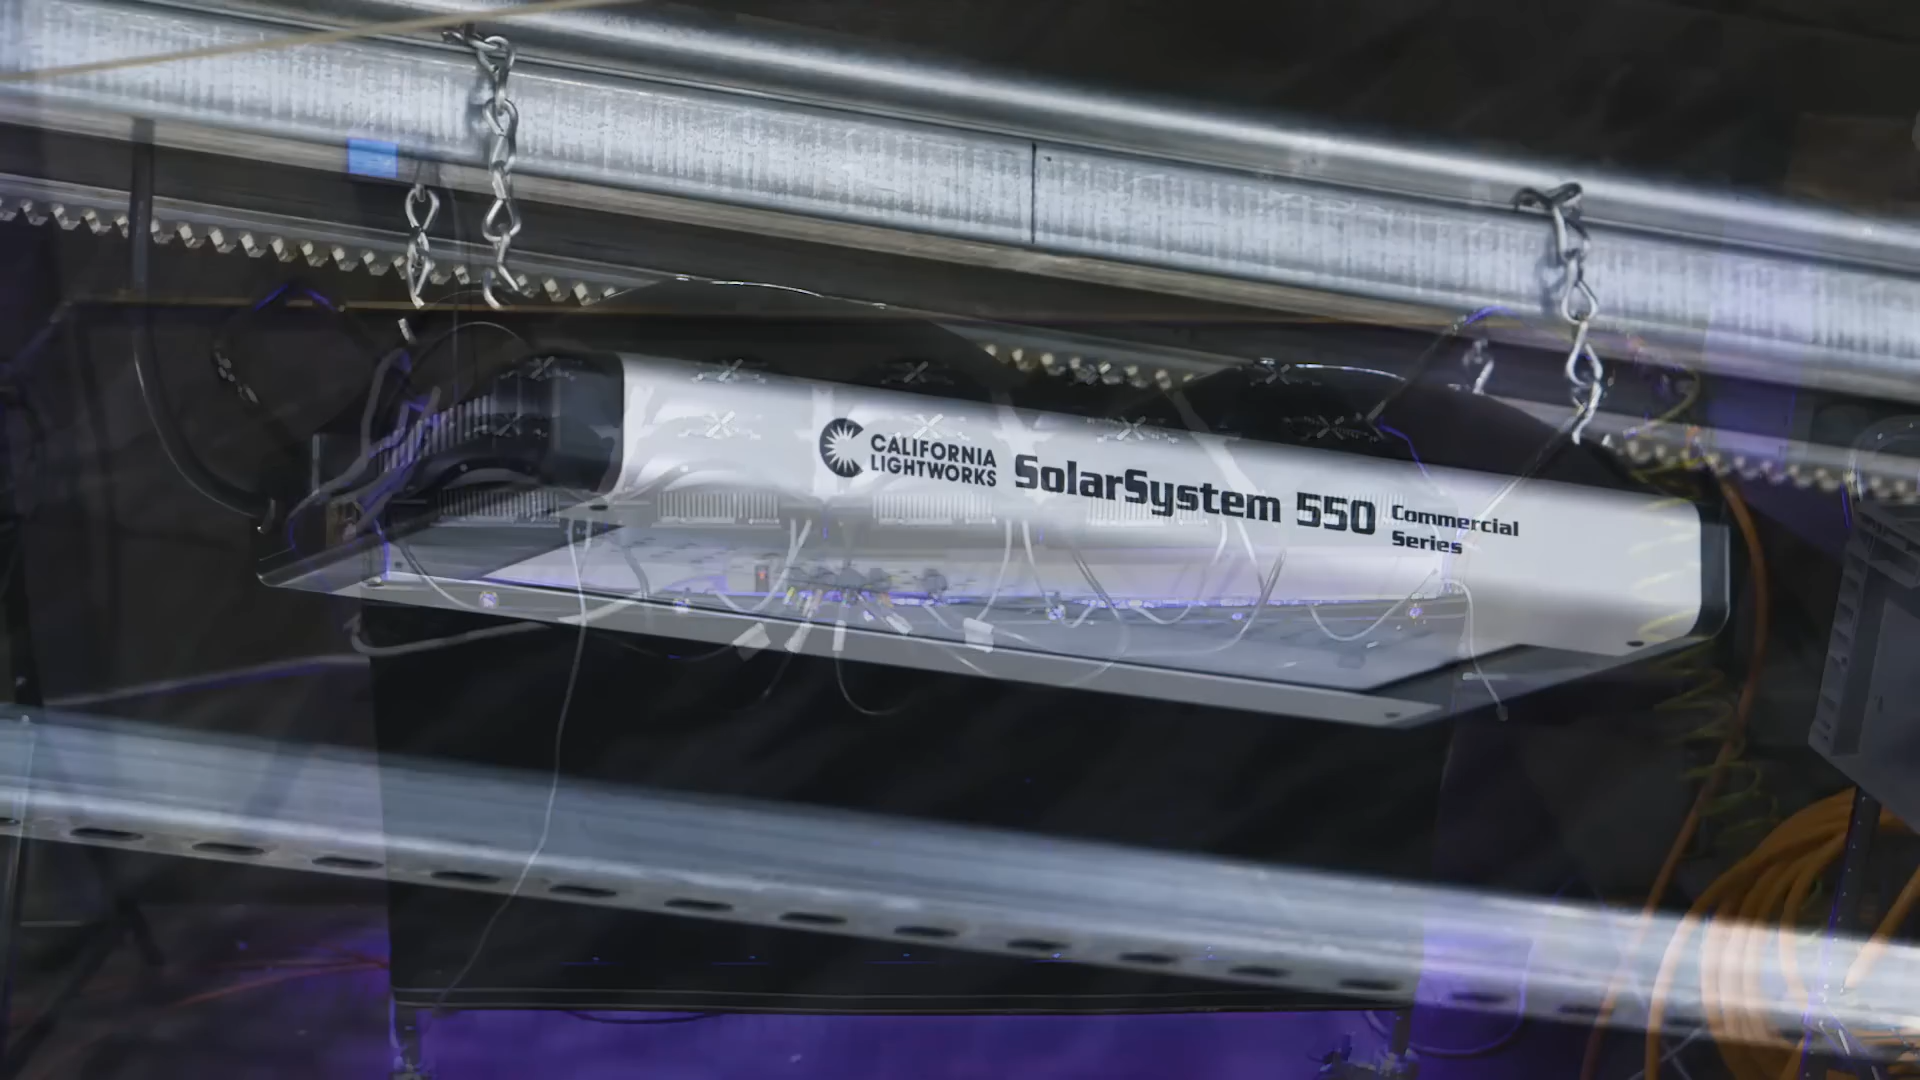 CALIFORNIA
LIGHTWORKS
SolarSystem 550
Commercial
Series